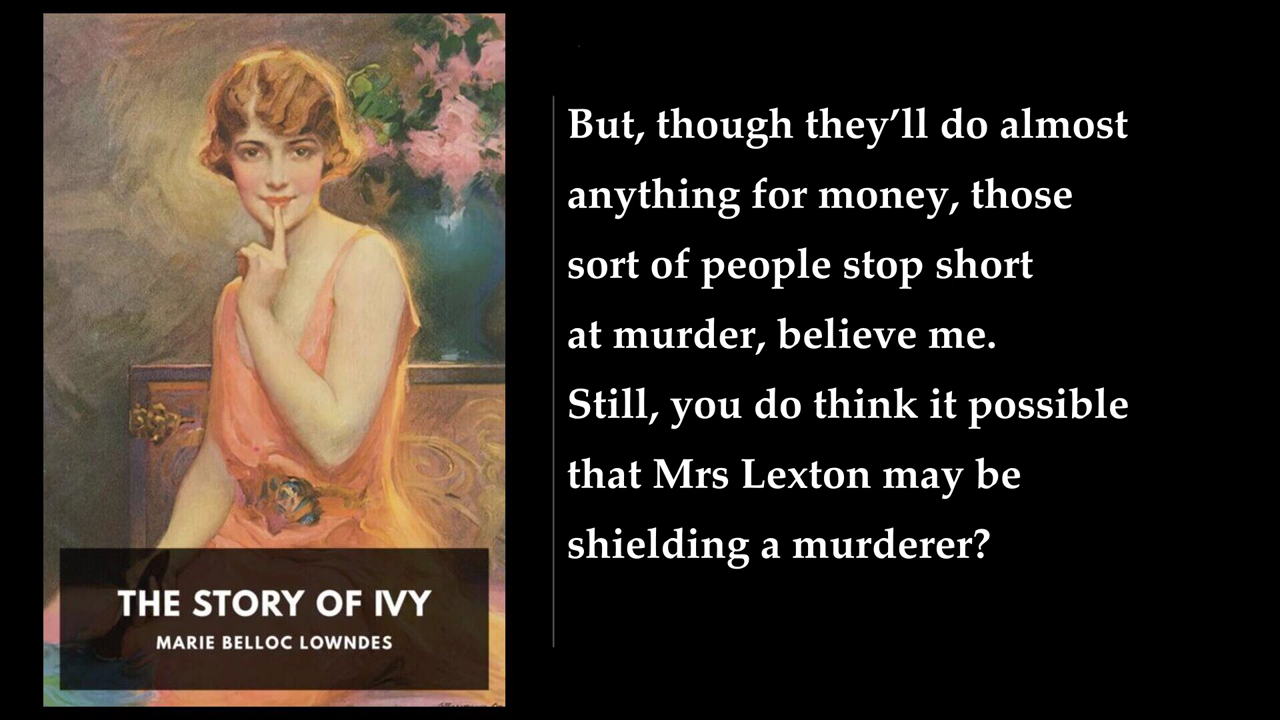 THE STORY OF IVY
MARIE BELLOC LOWNDES
But, though they’ll do almost
anything for money, those
sort of people stop short
at murder, believe me.
Still, you do think it possible
that Mrs Lexton may be
shielding a murderer?